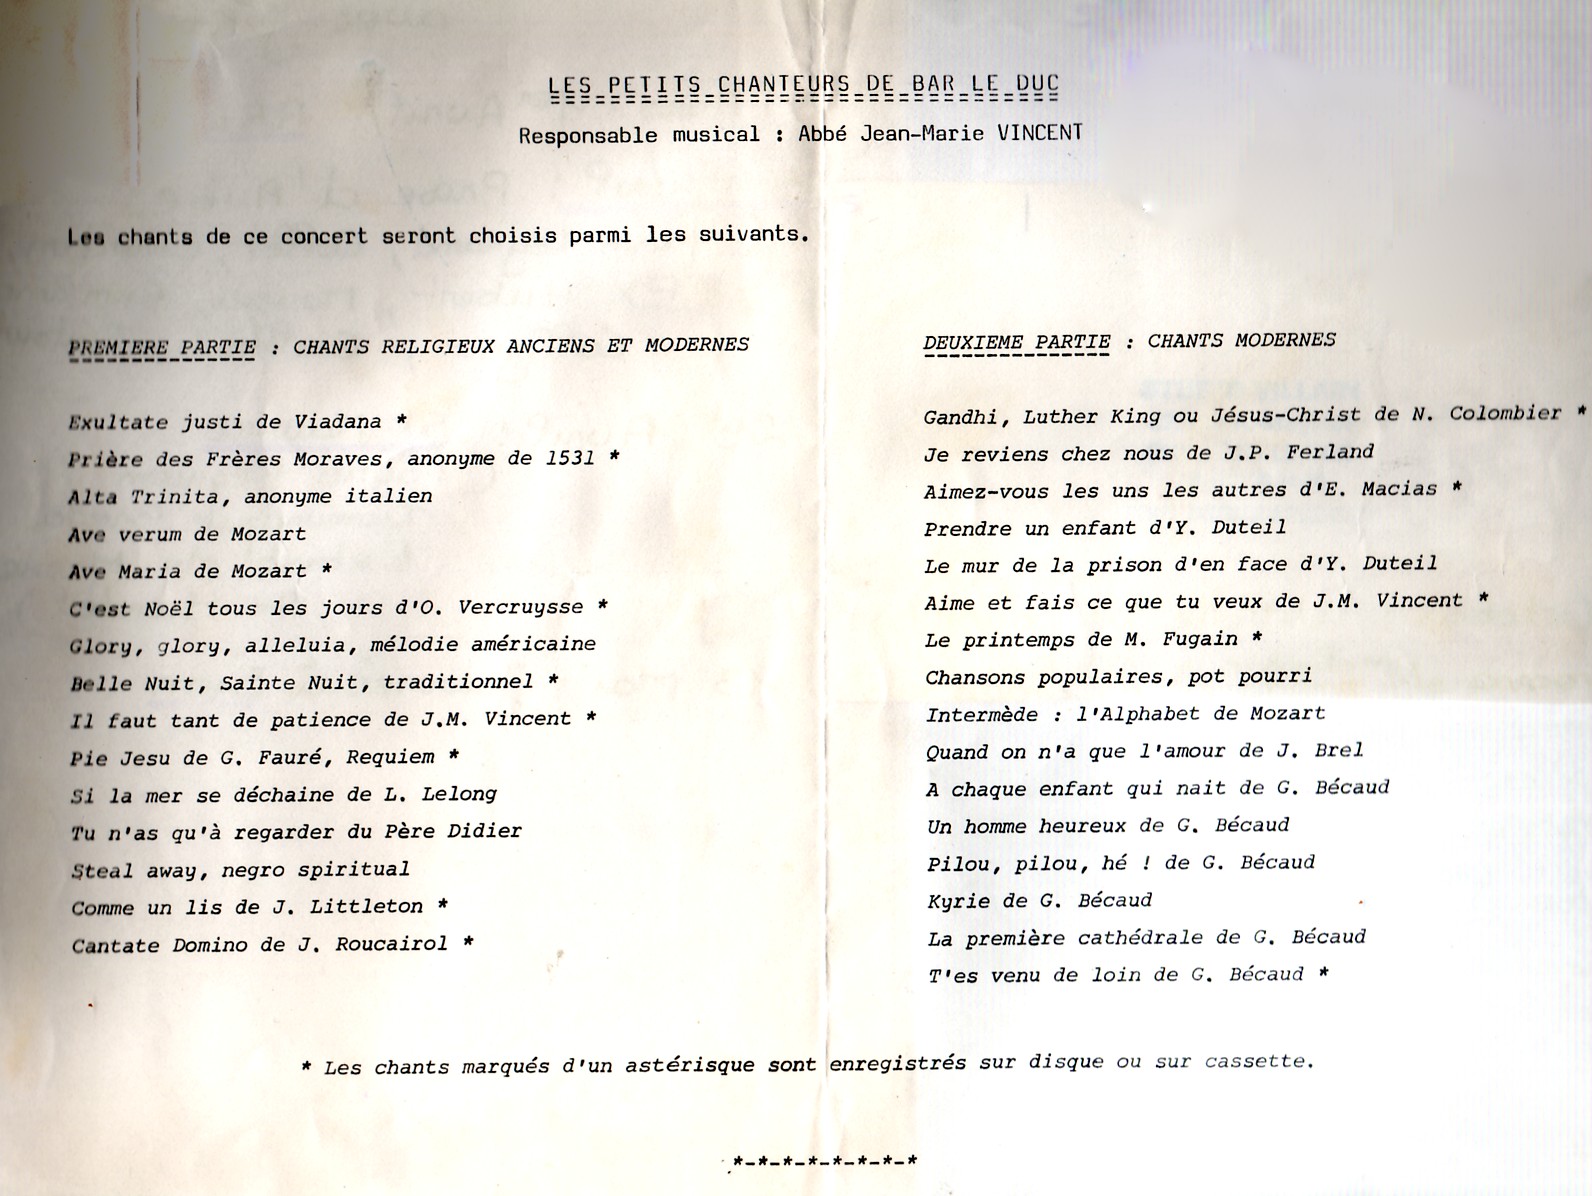 LES PETITS CHANTEURS DE BAR LE DUC
Responsable musical : Abbé Jean-Marie VINCENT
Les chants de ce concert seront choisis parmi les suivants.
PREMIERE PARTIE : CHANTS RELIGIEUX ANCIENS ET MODERNES
Exultate justi de Viadana *
Prière des Frères Moraves, anonyme de 1531 *
Alta Trinita, anonyme italien
Ave verum de Mozart
Ave Maria de Mozart *
C'est Noël tous les jours d'O. Vercruysse *
Glory, glory, alleluia, mélodie américaine
Belle Nuit, Sainte Nuit, traditionnel *
Il faut tant de patience de J.M. Vincent *
Pie Jesu de G. Fauré, Requiem *
Si la mer se déchaine de L. Lelong
Tu n'as qu'à regarder du Père Didier
Steal away, negro spiritual
Comme un lis de J. Littleton *
Cantate Domino de J. Roucairol *
DEUXIEME PARTIE : CHANTS MODERNES
Gandhi, Luther King ou Jésus-Christ de N. Colombier *
Je reviens chez nous de J.P. Ferland
Aimez-vous les uns les autres d'E. Macias *
Prendre un enfant d'Y. Duteil
Le mur de la prison d'en face d'Y. Duteil
Aime et fais ce que tu veux de J.M. Vincent *
Le printemps de M. Fugain *
Chansons populaires, pot pourri
Intermède : l'Alphabet de Mozart
Quand on n'a que l'amour de J. Brel
A chaque enfant qui nait de G. Bécaud
Un homme heureux de G. Bécaud
Pilou, pilou, hé ! de G. Bécaud
Kyrie de G. Bécaud
La première cathédrale de G. Bécaud
T'es venu de loin de G. Bécaud *
* Les chants marqués d'un astérisque sont enregistrés sur disque ou sur cassette.
*-*-*-*-*-*-*-*